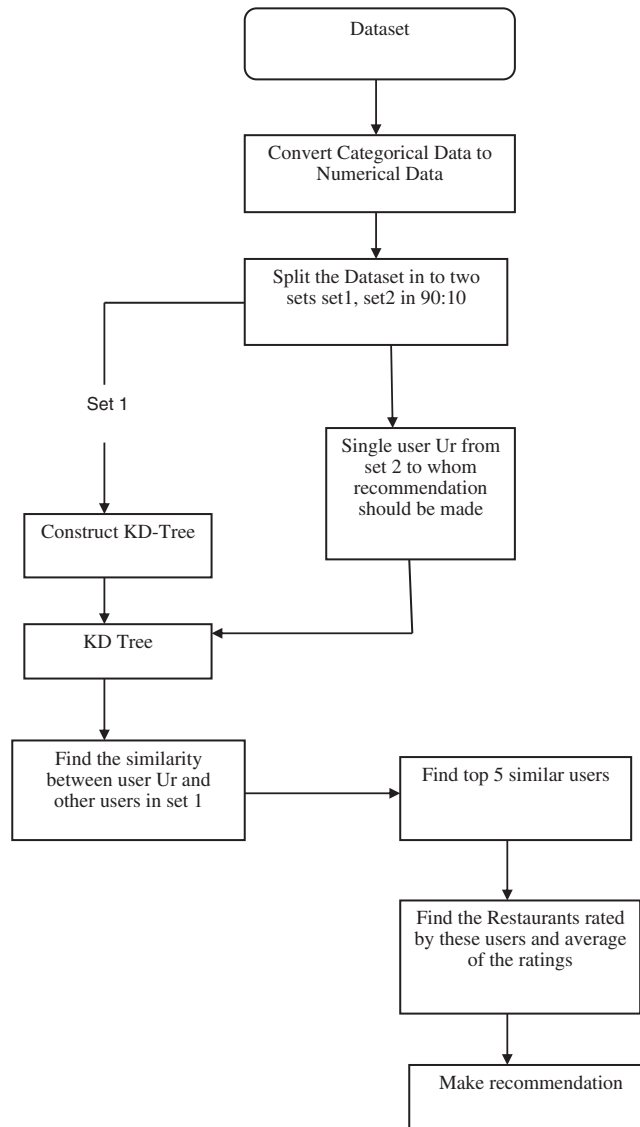 Dataset
Convert Categorical Data to
Numerical Data
Split the Dataset in to two
sets set1, set2 in 90:10
Set 1
Single user Ur from
set 2 to whom
recommendation
should be made
Construct KD-Tree
KD Tree
Find the similarity
between user Ur and
other users in set 1
Find top 5 similar users
Find the Restaurants rated
by these users and average
of the ratings
Make recommendation